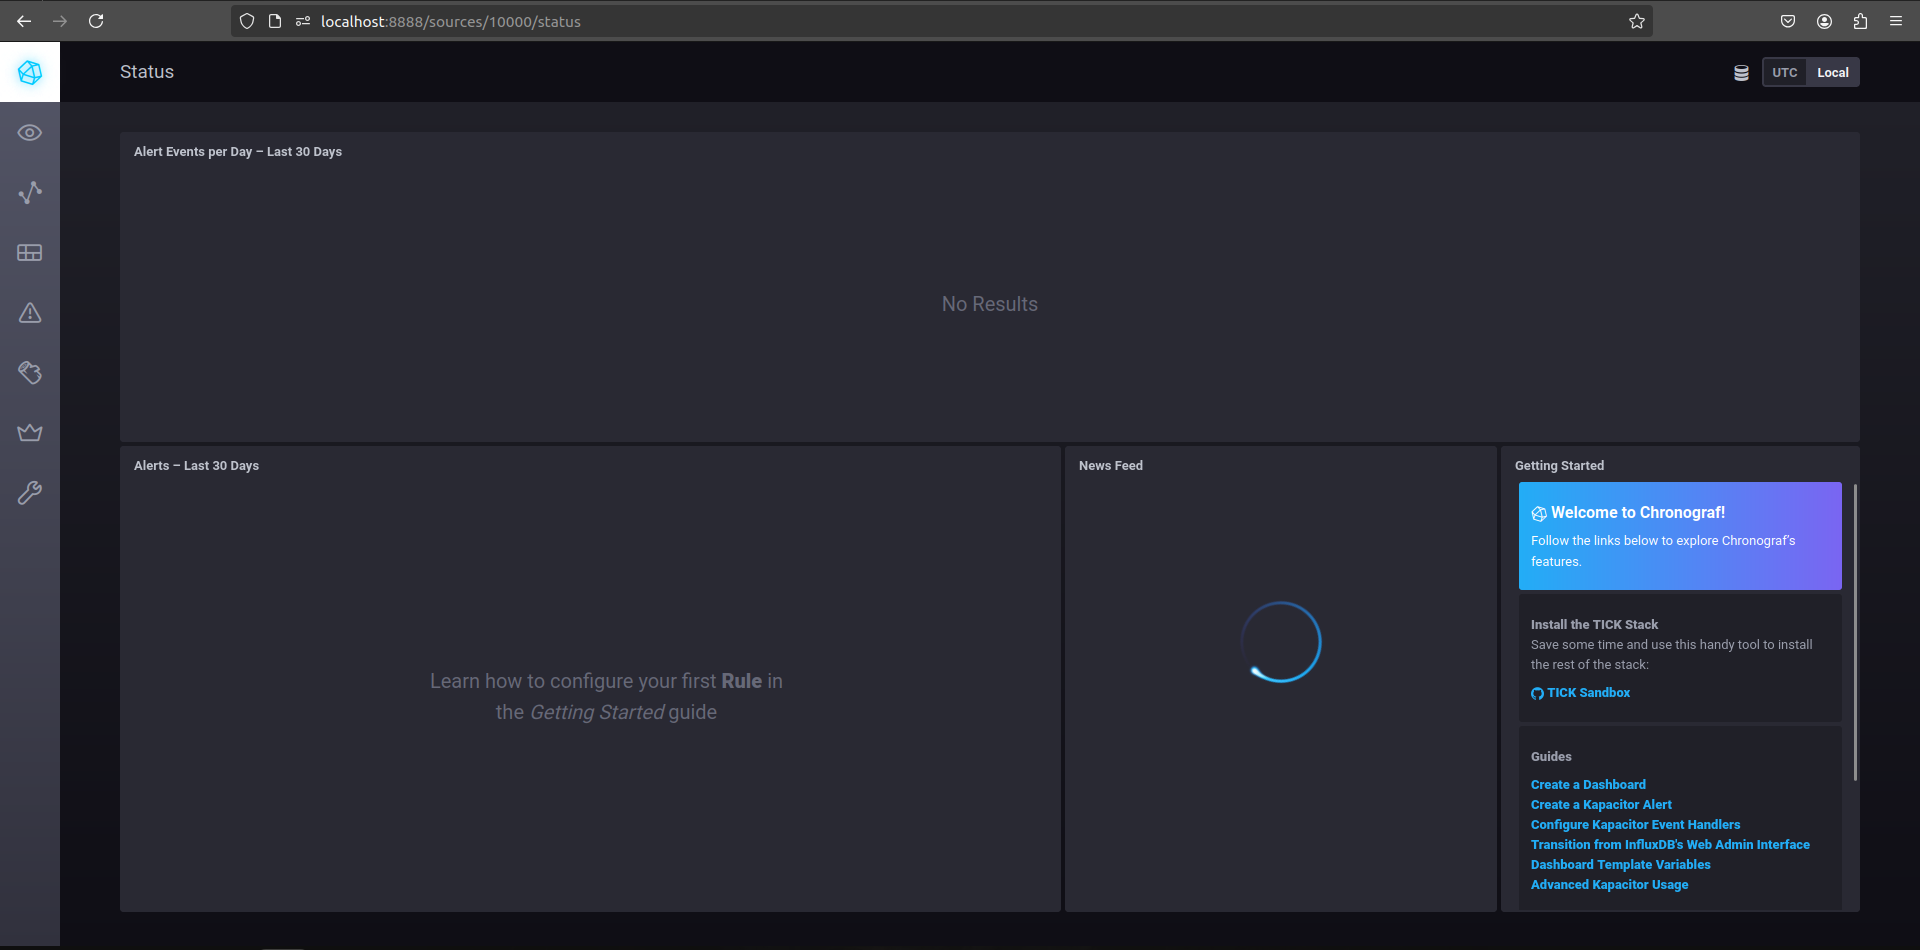 localhost:8888/sources/10000/status
Status
UTC Local
Alert Events per Day – Last 30 Days
No Results
Alerts – Last 30 Days
Learn how to configure your first Rule in
the Getting Started guide
News Feed
Getting Started
Welcome to Chronograf!
Follow the links below to explore Chronograf's
features.
Install the TICK Stack
Save some time and use this handy tool to install
the rest of the stack:
TICK Sandbox
Guides
Create a Dashboard
Create a Kapacitor Alert
Configure Kapacitor Event Handlers
Transition from InfluxDB's Web Admin Interface
Dashboard Template Variables
Advanced Kapacitor Usage